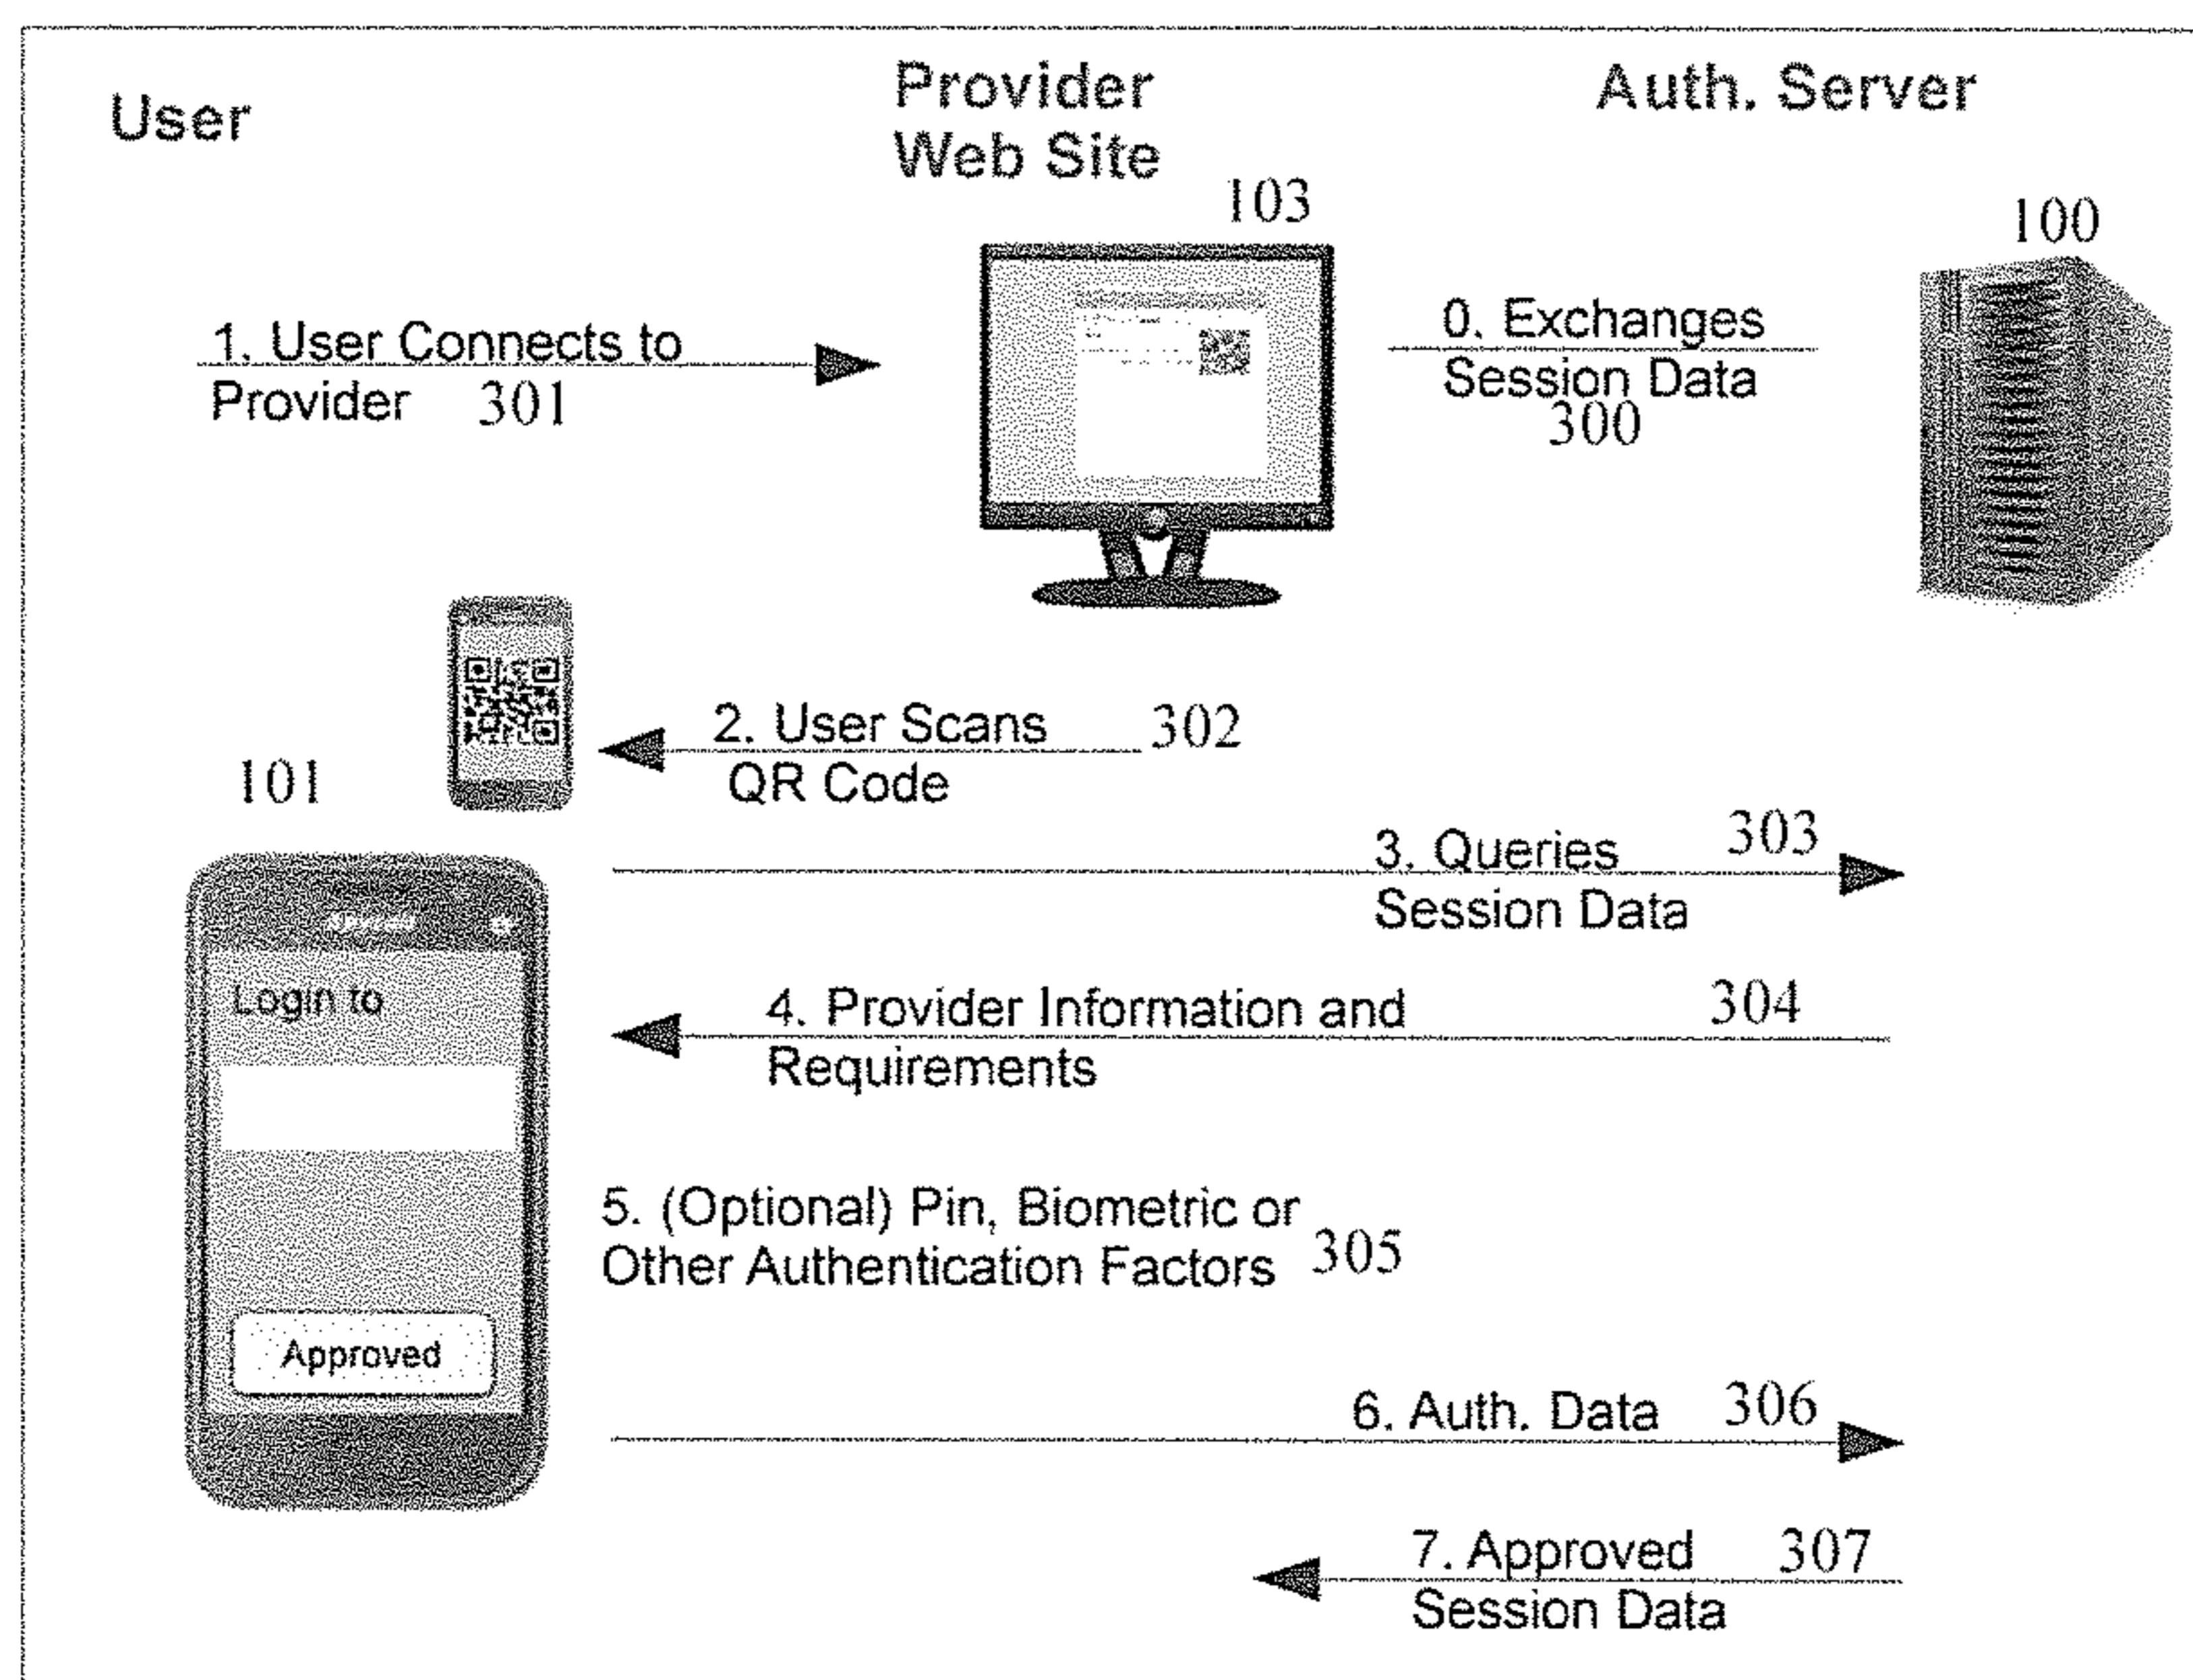 User
Provider
Web Site
Auth. Server
103
100
1. User Connects to
Provider 301
0. Exchanges
Session Data
300
2. User Scans 302
QR Code
101
3. Queries 303
Session Data
Login to
4. Provider Information and 304
Requirements
5. (Optional) Pin, Biometric or
Other Authentication Factors 305
Approved
6. Auth. Data 306
7. Approved 307
Session Data